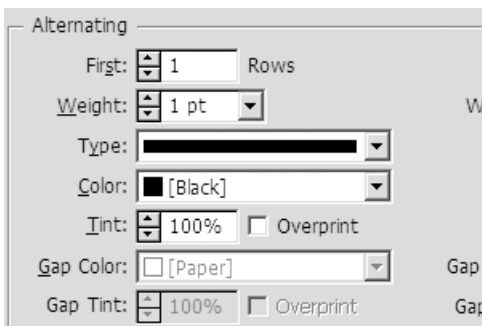 Alternating
First: 1 Rows
Weight: 1 pt W
Type:
Color: [Black]
Tint: 100% Overprint
Gap Color: [Paper] Gap
Gap Tint: 100% Overprint Gap